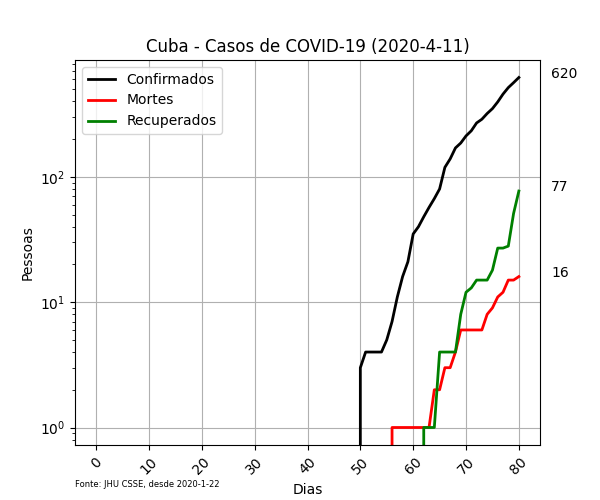 Cuba - Casos de COVID-19 (2020-4-11)
Confirmados
Mortes
Recuperados
620
77
16
10²
10¹
10⁰
Pessoas
0 10 20 30 40 50 60 70 80
Dias
Fonte: JHU CSSE, desde 2020-1-22